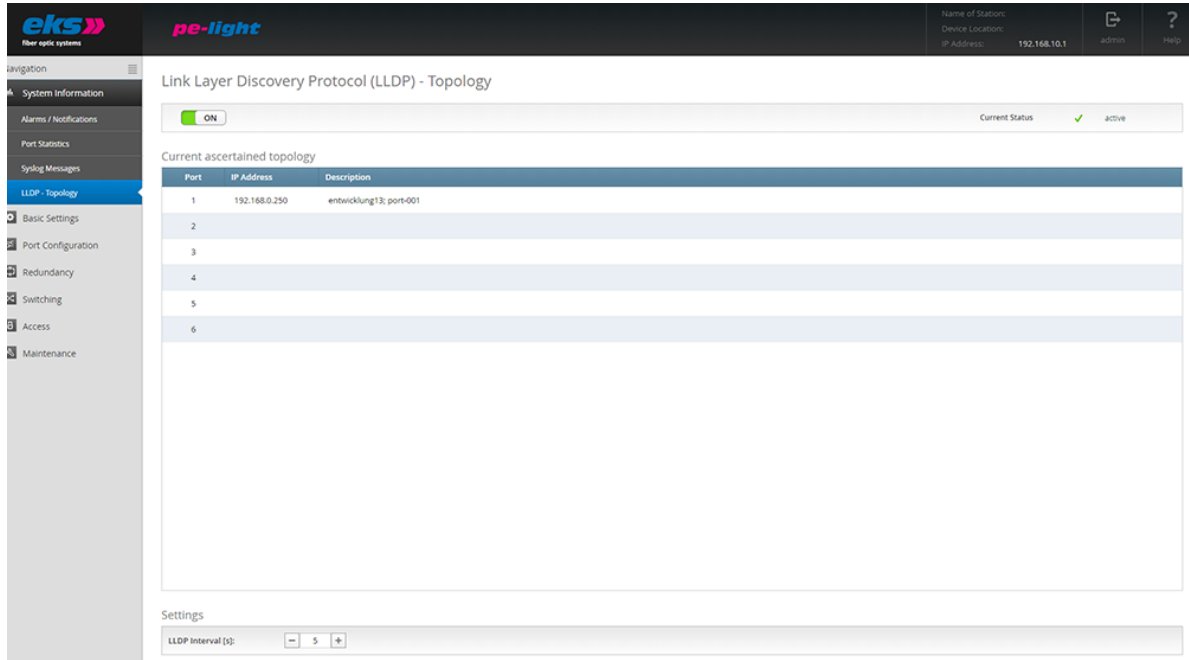 eks
fiber optic systems
pe-light
Name of Station:
Device Location:
IP Address: 192.168.10.1
admin
Help
Navigation
System Information
Alarms / Notifications
Port Statistics
Syslog Messages
LLDP - Topology
Basic Settings
Port Configuration
Redundancy
Switching
Access
Maintenance
Link Layer Discovery Protocol (LLDP) - Topology
ON
Current Status ✓ active
Current ascertained topology
Port IP Address Description
1 192.168.0.250 entwicklung13; port-001
2
3
4
5
6
Settings
LLDP Interval [s]: − 5 +